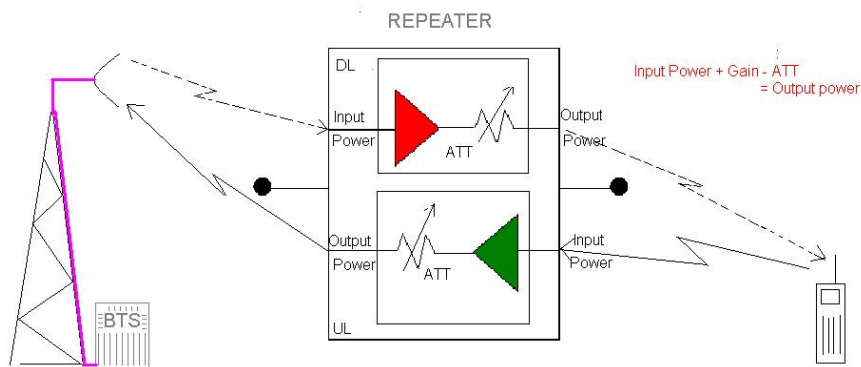 REPEATER
DL
Input Power + Gain - ATT
= Output power
Input
Power
ATT
Output
Power
Output
Power
ATT
Input
Power
UL
BTS